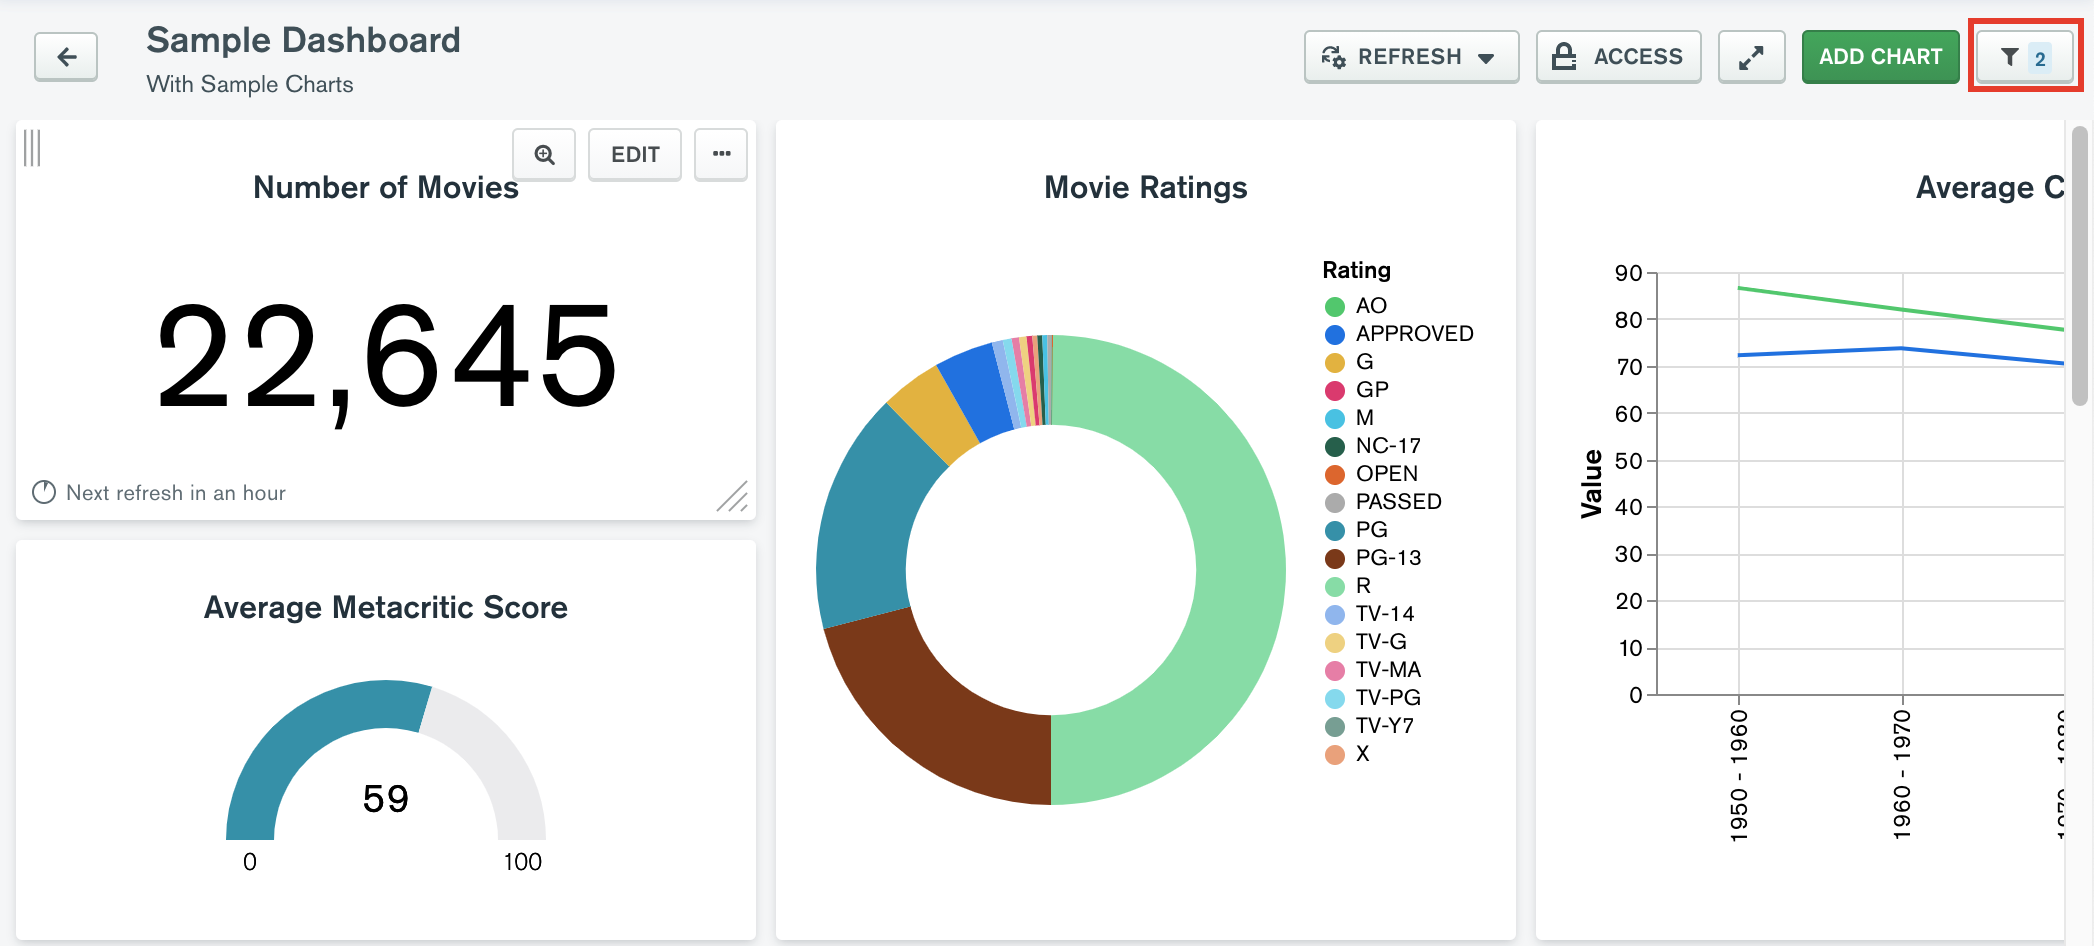 Sample Dashboard
With Sample Charts
REFRESH
ACCESS
ADD CHART
2
EDIT
Number of Movies
22,645
Next refresh in an hour
Average Metacritic Score
59
0
100
Movie Ratings
Rating
AO
APPROVED
G
GP
M
NC-17
OPEN
PASSED
PG
PG-13
R
TV-14
TV-G
TV-MA
TV-PG
TV-Y7
X
Average C
Value
90
80
70
60
50
40
30
20
10
0
1950 - 1960
1960 - 1970